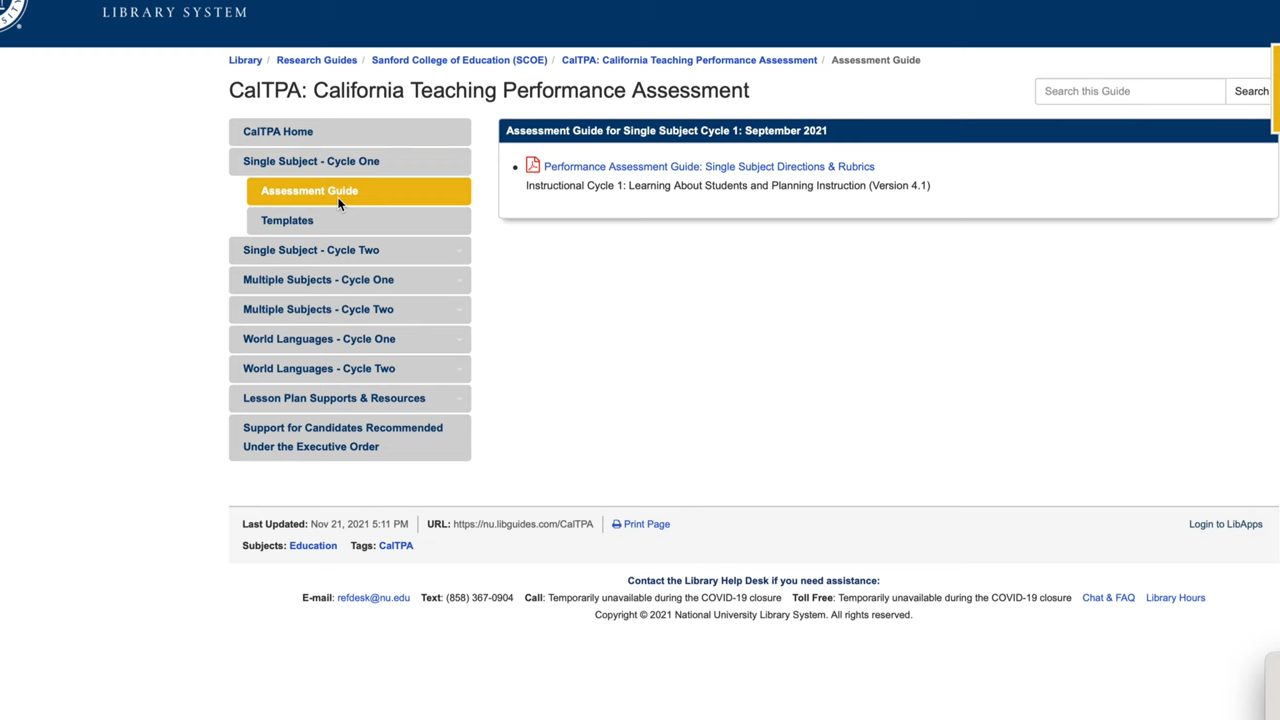 LIBRARY SYSTEM
Library / Research Guides / Sanford College of Education (SCOE) / CalTPA: California Teaching Performance Assessment / Assessment Guide
CalTPA: California Teaching Performance Assessment
Search this Guide
Search
CalTPA Home
Single Subject - Cycle One
Assessment Guide
Templates
Single Subject - Cycle Two
Multiple Subjects - Cycle One
Multiple Subjects - Cycle Two
World Languages - Cycle One
World Languages - Cycle Two
Lesson Plan Supports & Resources
Support for Candidates Recommended
Under the Executive Order
Assessment Guide for Single Subject Cycle 1: September 2021
Performance Assessment Guide: Single Subject Directions & Rubrics
Instructional Cycle 1: Learning About Students and Planning Instruction (Version 4.1)
Last Updated: Nov 21, 2021 5:11 PM | URL: https://nu.libguides.com/CalTPA | Print Page
Login to LibApps
Subjects: Education Tags: CalTPA
Contact the Library Help Desk if you need assistance:
E-mail: refdesk@nu.edu Text: (858) 367-0904 Call: Temporarily unavailable during the COVID-19 closure Toll Free: Temporarily unavailable during the COVID-19 closure Chat & FAQ | Library Hours
Copyright © 2021 National University Library System. All rights reserved.